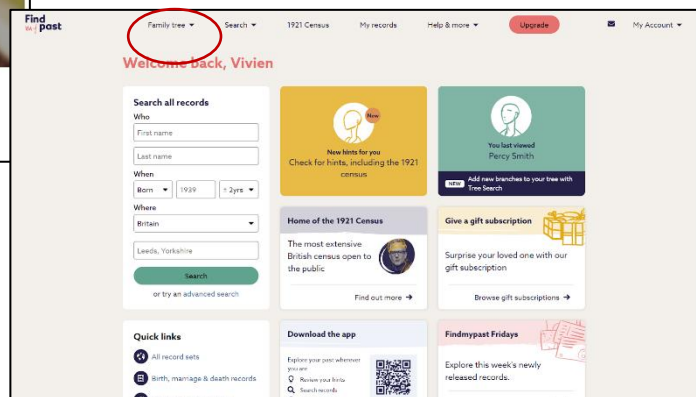 Find
my past
Family tree
Search
1921 Census
My records
Help & more
Upgrade
My Account
Welcome back, Vivien
Search all records
Who
First name
Last name
When
Born
1939
± 2yrs
Where
Britain
Leeds, Yorkshire
Search
or try an advanced search
New
New hints for you
Check for hints, including the 1921
census
You last viewed
Percy Smith
NEW Add new branches to your tree with
Tree Search
Home of the 1921 Census
The most extensive
British census open to
the public
Find out more →
Give a gift subscription
Surprise your loved one with our
gift subscription
Browse gift subscriptions →
Quick links
All record sets
Birth, marriage & death records
Download the app
Explore your past wherever
you are
Review your hints
Search records
Findmypast Fridays
Explore this week's newly
released records.